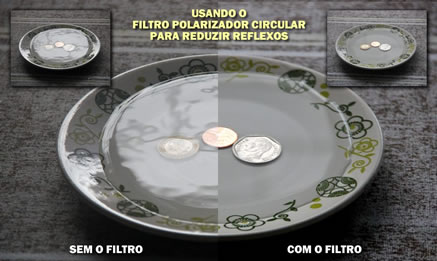 USANDO O
FILTRO POLARIZADOR CIRCULAR
PARA REDUZIR REFLEXOS
SEM O FILTRO
COM O FILTRO